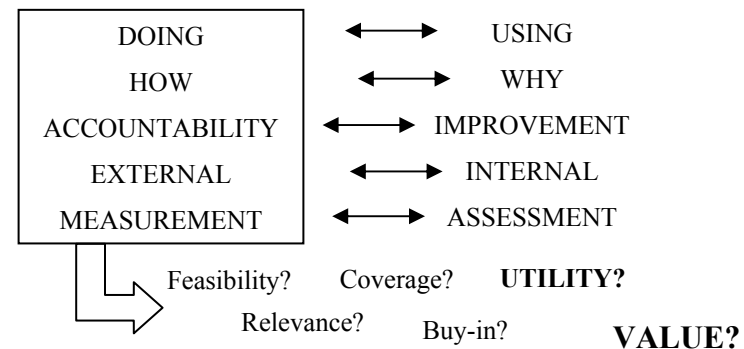 DOING USING
HOW WHY
ACCOUNTABILITY IMPROVEMENT
EXTERNAL INTERNAL
MEASUREMENT ASSESSMENT
Feasibility? Coverage? UTILITY?
Relevance? Buy-in? VALUE?